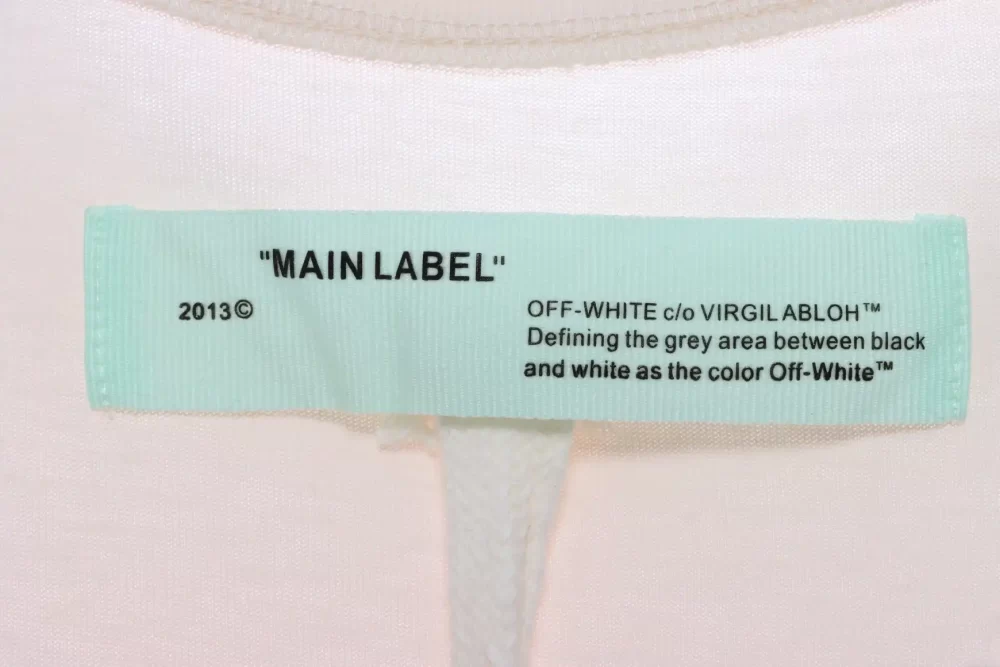 "MAIN LABEL"
2013©
OFF-WHITE c/o VIRGIL ABLOH™
Defining the grey area between black
and white as the color Off-White™